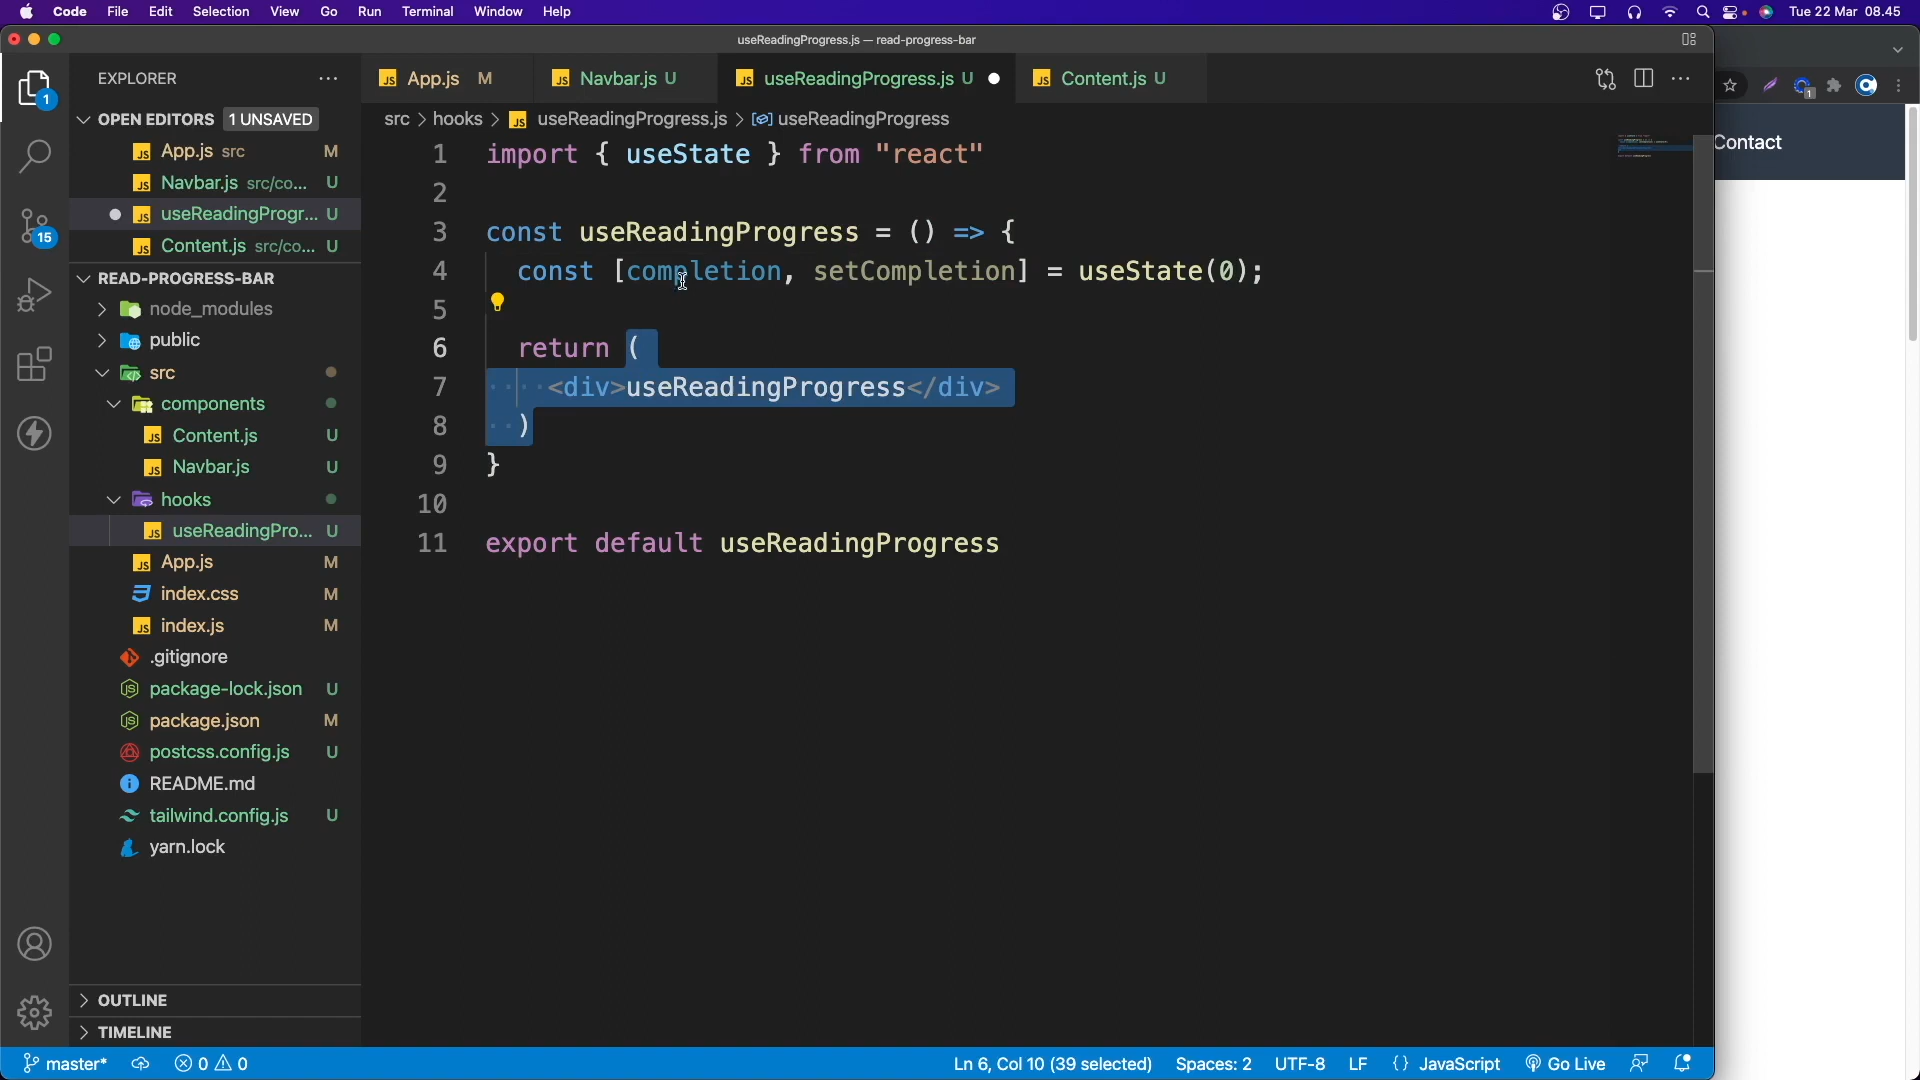 Code File Edit Selection View Go Run Terminal Window Help Tue 22 Mar 08.45
useReadingProgress.js — read-progress-bar
EXPLORER
OPEN EDITORS 1 UNSAVED
App.js src M
Navbar.js src/co... U
useReadingProgr... U
Content.js src/co... U
READ-PROGRESS-BAR
node_modules
public
src
components
Content.js U
Navbar.js U
hooks
useReadingPro... U
App.js M
index.css M
index.js M
.gitignore
package-lock.json U
package.json M
postcss.config.js U
README.md
tailwind.config.js U
yarn.lock
OUTLINE
TIMELINE
1
15
App.js M Navbar.js U useReadingProgress.js U Content.js U
src > hooks > useReadingProgress.js > useReadingProgress
1 import { useState } from "react"
2
3 const useReadingProgress = () => {
4 const [completion, setCompletion] = useState(0);
5
6 return (
7 <div>useReadingProgress</div>
8 )
9 }
10
11 export default useReadingProgress
1
Contact
master* 0 0 Ln 6, Col 10 (39 selected) Spaces: 2 UTF-8 LF {} JavaScript Go Live